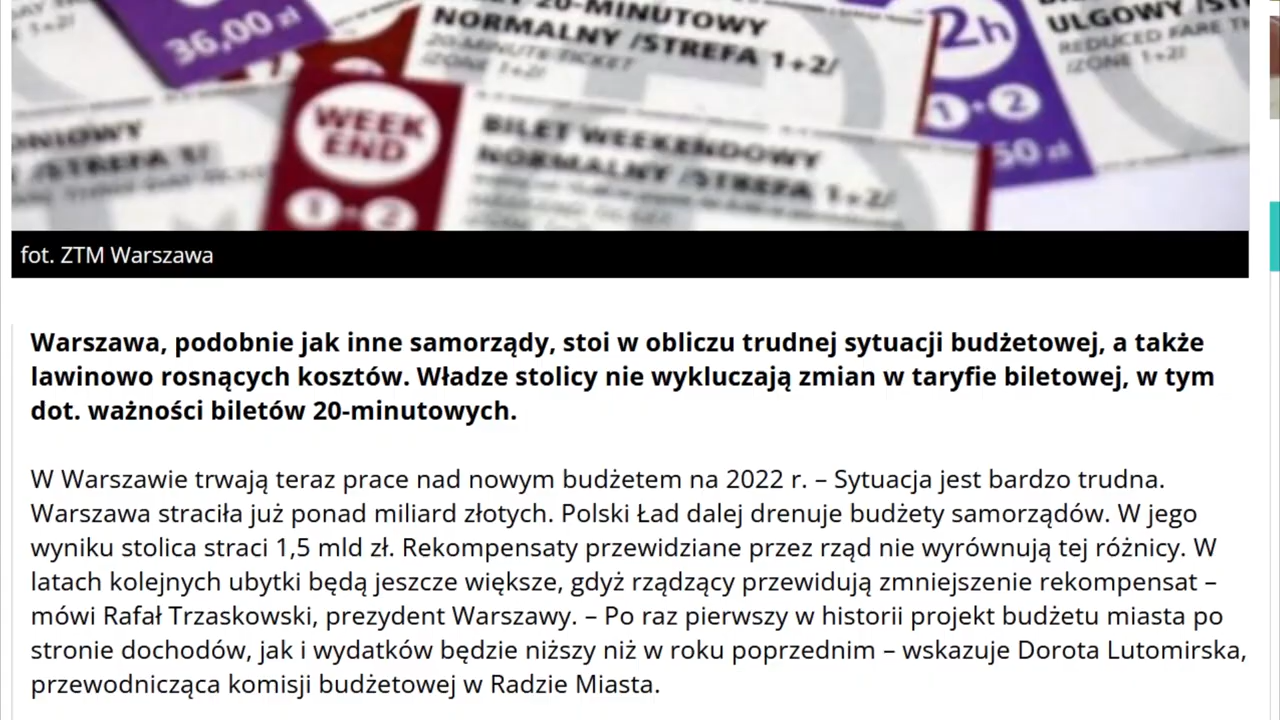 36,00 zł
20-MINUTOWY
NORMALNY /STREFA 1+2/
20-MINUTE TICKET
/ZONE 1+2/
2h
1+2
50 zł
ULGOWY
REDUCED FARE
/ZONE 1+2/
WEEK
END
1+2
BILET WEEKENDOWY
NORMALNY /STREFA 1+2/
/STREFA 1/
fot. ZTM Warszawa
Warszawa, podobnie jak inne samorządy, stoi w obliczu trudnej sytuacji budżetowej, a także
lawinowo rosnących kosztów. Władze stolicy nie wykluczają zmian w taryfie biletowej, w tym
dot. ważności biletów 20-minutowych.
W Warszawie trwają teraz prace nad nowym budżetem na 2022 r. – Sytuacja jest bardzo trudna.
Warszawa straciła już ponad miliard złotych. Polski Ład dalej drenuje budżety samorządów. W jego
wyniku stolica straci 1,5 mld zł. Rekompensaty przewidziane przez rząd nie wyrównują tej różnicy. W
latach kolejnych ubytki będą jeszcze większe, gdyż rządzący przewidują zmniejszenie rekompensat –
mówi Rafał Trzaskowski, prezydent Warszawy. – Po raz pierwszy w historii projekt budżetu miasta po
stronie dochodów, jak i wydatków będzie niższy niż w roku poprzednim – wskazuje Dorota Lutomirska,
przewodnicząca komisji budżetowej w Radzie Miasta.